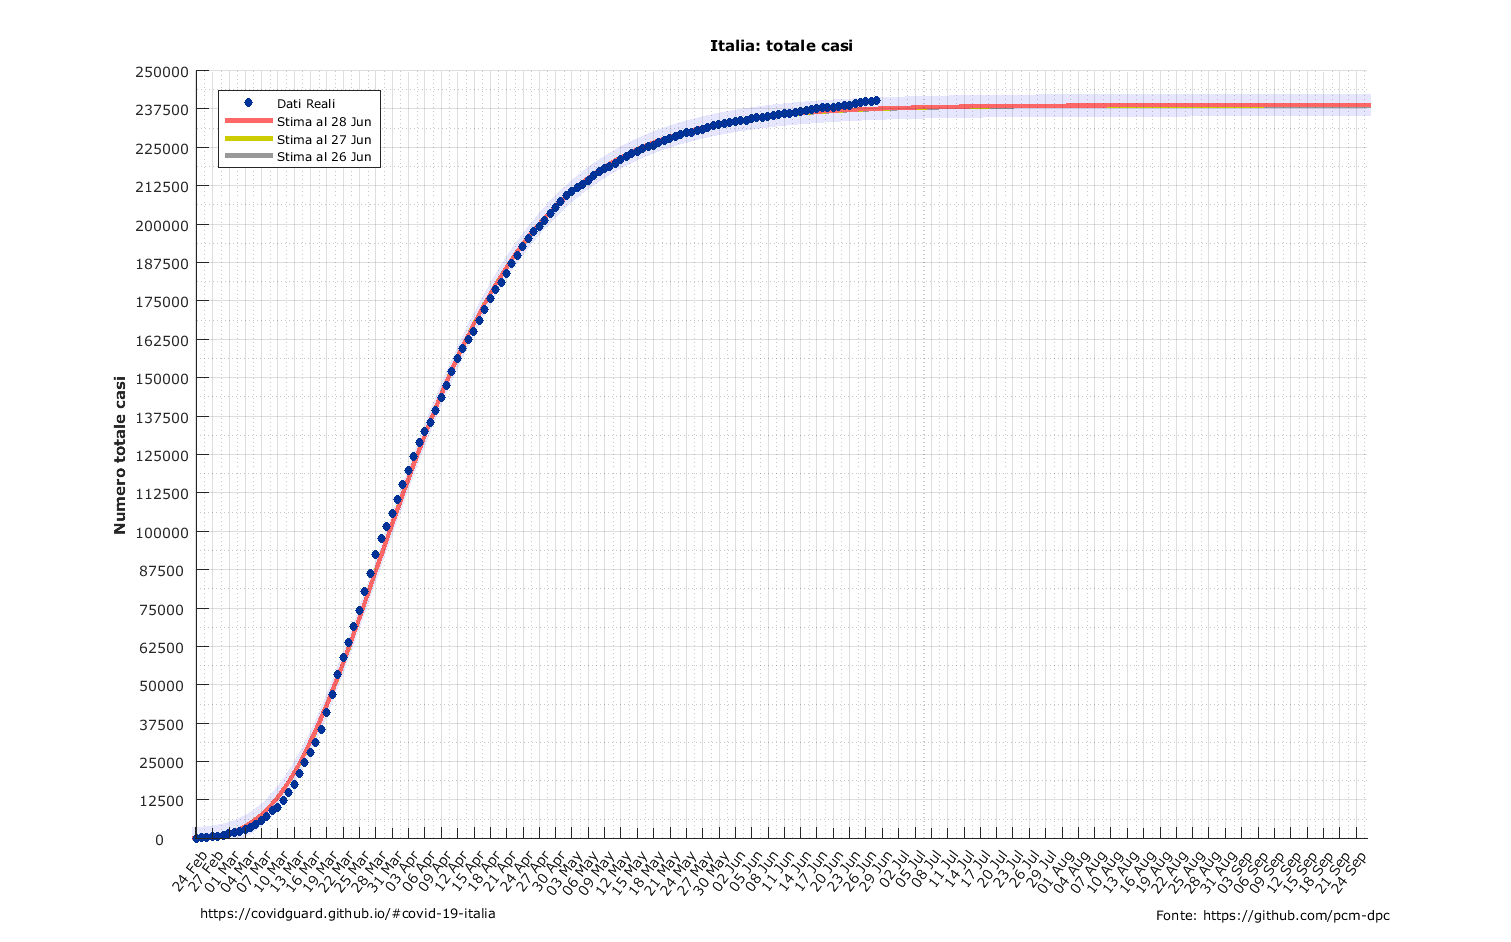 Italia: totale casi
Dati Reali
Stima al 28 Jun
Stima al 27 Jun
Stima al 26 Jun
Numero totale casi
250000
237500
225000
212500
200000
187500
175000
162500
150000
137500
125000
112500
100000
87500
75000
62500
50000
37500
25000
12500
0
24 Feb
27 Feb
01 Mar
04 Mar
07 Mar
10 Mar
13 Mar
16 Mar
19 Mar
22 Mar
25 Mar
28 Mar
31 Mar
03 Apr
06 Apr
09 Apr
12 Apr
15 Apr
18 Apr
21 Apr
24 Apr
27 Apr
30 Apr
03 May
06 May
09 May
12 May
15 May
18 May
21 May
24 May
27 May
30 May
02 Jun
05 Jun
08 Jun
11 Jun
14 Jun
17 Jun
20 Jun
23 Jun
26 Jun
29 Jun
02 Jul
05 Jul
08 Jul
11 Jul
14 Jul
17 Jul
20 Jul
23 Jul
26 Jul
29 Jul
01 Aug
04 Aug
07 Aug
10 Aug
13 Aug
16 Aug
19 Aug
22 Aug
25 Aug
28 Aug
31 Aug
03 Sep
06 Sep
09 Sep
12 Sep
15 Sep
18 Sep
21 Sep
24 Sep
https://covidguard.github.io/#covid-19-italia
Fonte: https://github.com/pcm-dpc